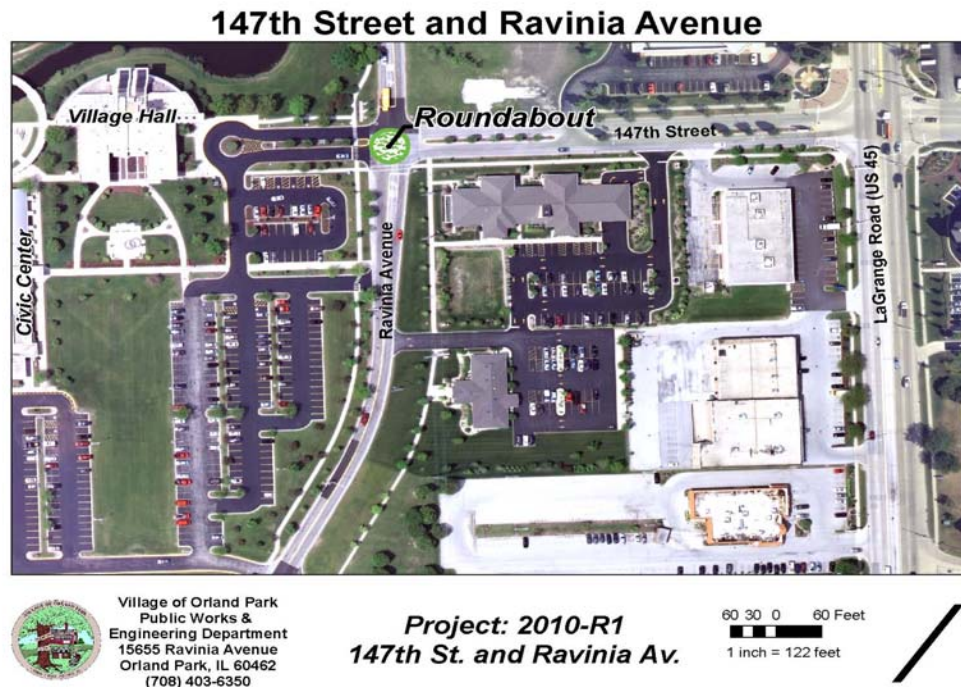 147th Street and Ravinia Avenue
Village Hall
Roundabout
147th Street
Ravinia Avenue
LaGrange Road (US 45)
Civic Center
Village of Orland Park
Public Works &
Engineering Department
15655 Ravinia Avenue
Orland Park, IL 60462
(708) 403-6350
Project: 2010-R1
147th St. and Ravinia Av.
60 30 0 60 Feet
1 inch = 122 feet